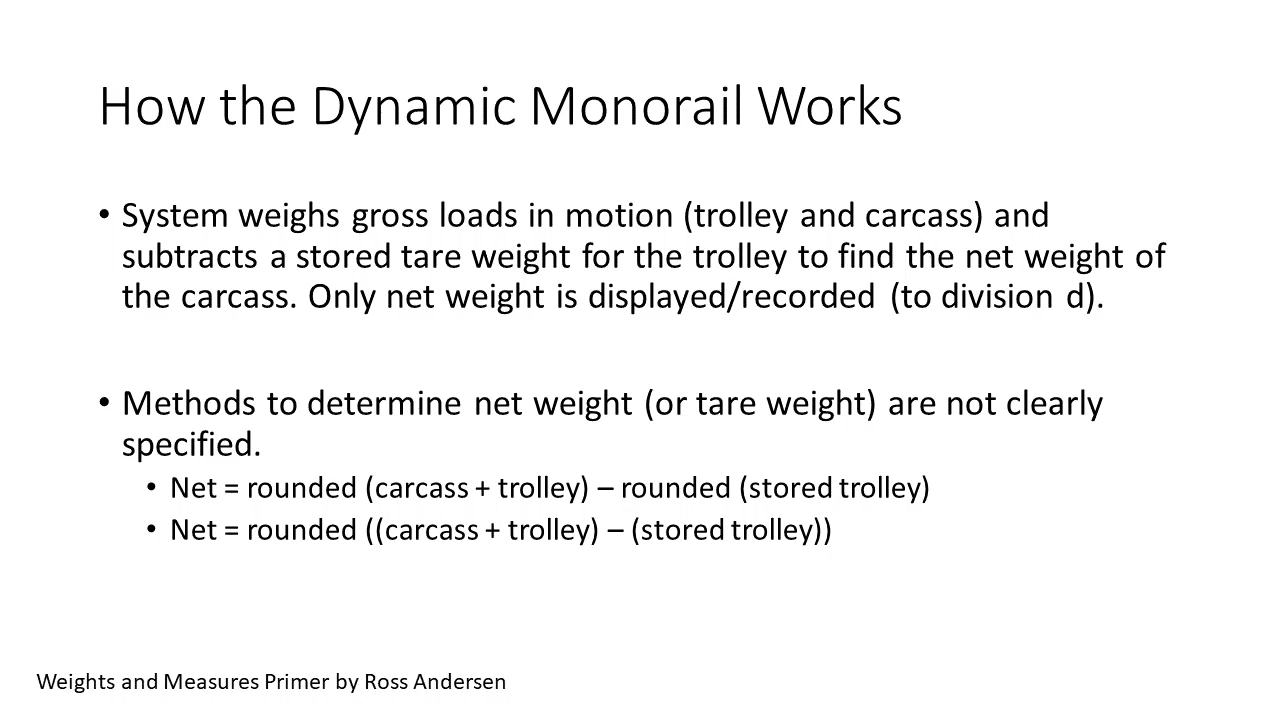 How the Dynamic Monorail Works
• System weighs gross loads in motion (trolley and carcass) and
subtracts a stored tare weight for the trolley to find the net weight of
the carcass. Only net weight is displayed/recorded (to division d).
• Methods to determine net weight (or tare weight) are not clearly
specified.
• Net = rounded (carcass + trolley) – rounded (stored trolley)
• Net = rounded ((carcass + trolley) – (stored trolley))
Weights and Measures Primer by Ross Andersen